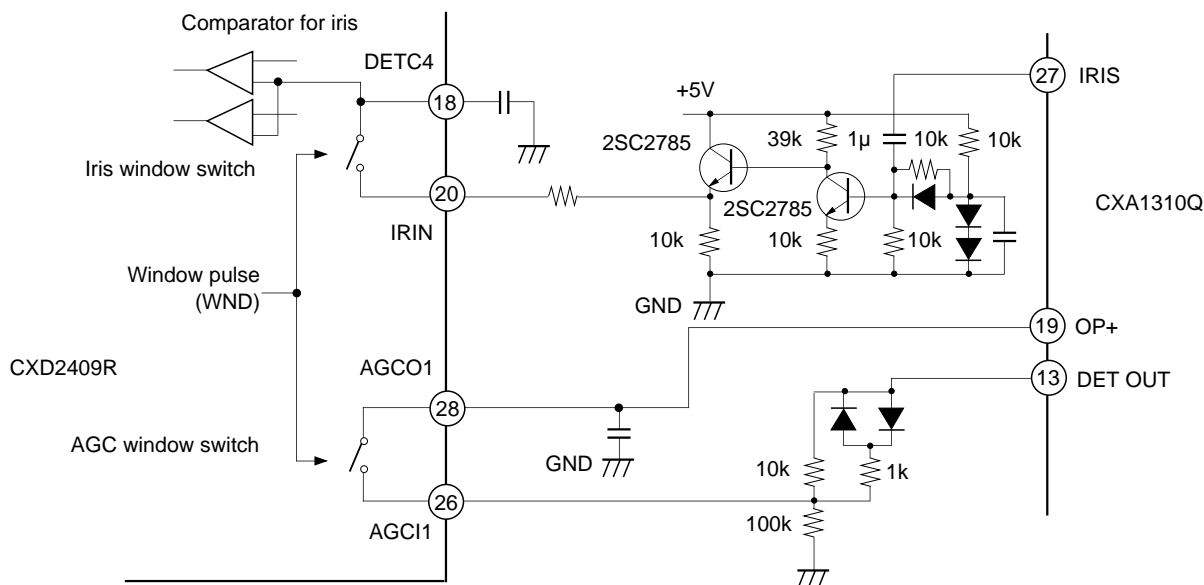 Comparator for iris
DETC4
18
27
IRIS
+5V
2SC2785
39k
1µ
10k
10k
Iris window switch
20
IRIN
2SC2785
CXA1310Q
10k
10k
10k
Window pulse
(WND)
GND
19
OP+
CXD2409R
AGCO1
13
DET OUT
28
AGC window switch
GND
10k
1k
26
AGCI1
100k